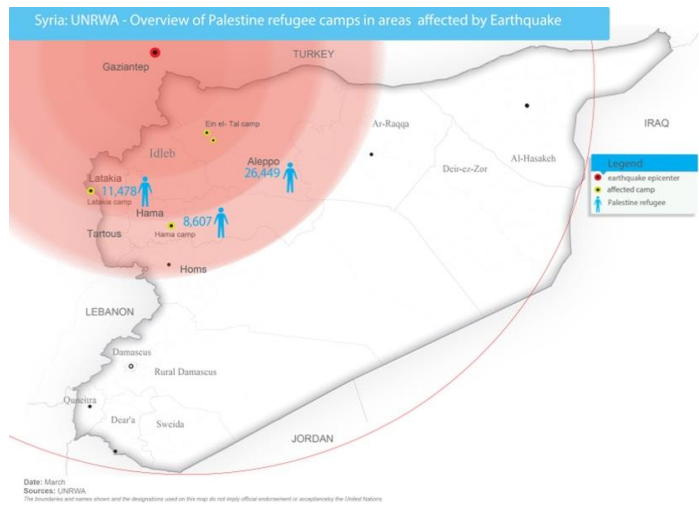 Syria: UNRWA - Overview of Palestine refugee camps in areas affected by Earthquake
TURKEY
Gaziantep
IRAQ
Ein el- Tal camp
Ar-Raqqa
Idleb
Aleppo
26,449
Al-Hasakeh
Deir-ez-Zor
Legend
earthquake epicenter
affected camp
Palestine refugee
Latakia
11,478
Latakia camp
Hama
8,607
Hama camp
Tartous
Homs
LEBANON
Damascus
Rural Damascus
Quneitra
Dear'a
Sweida
JORDAN
Date: March
Sources: UNRWA
The boundaries and names shown and the designations used on this map do not imply official endorsement or acceptanceby the United Nations